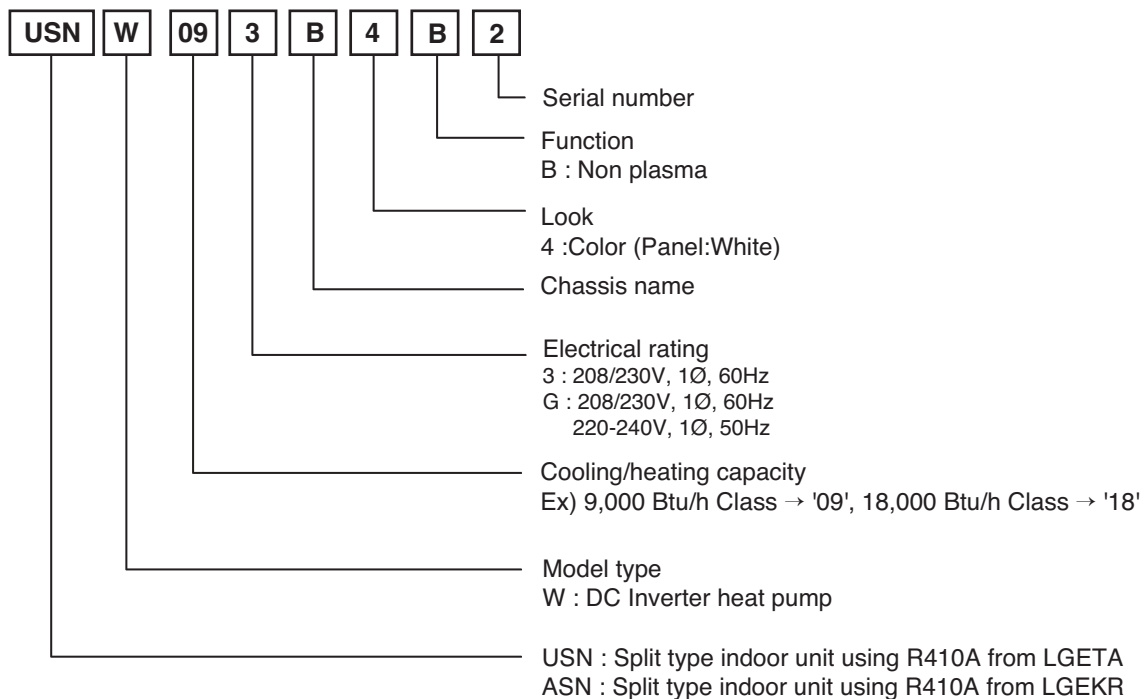 USN W 09 3 B 4 B 2
Serial number
Function
B : Non plasma
Look
4 :Color (Panel:White)
Chassis name
Electrical rating
3 : 208/230V, 1Ø, 60Hz
G : 208/230V, 1Ø, 60Hz
220-240V, 1Ø, 50Hz
Cooling/heating capacity
Ex) 9,000 Btu/h Class → '09', 18,000 Btu/h Class → '18'
Model type
W : DC Inverter heat pump
USN : Split type indoor unit using R410A from LGETA
ASN : Split type indoor unit using R410A from LGEKR